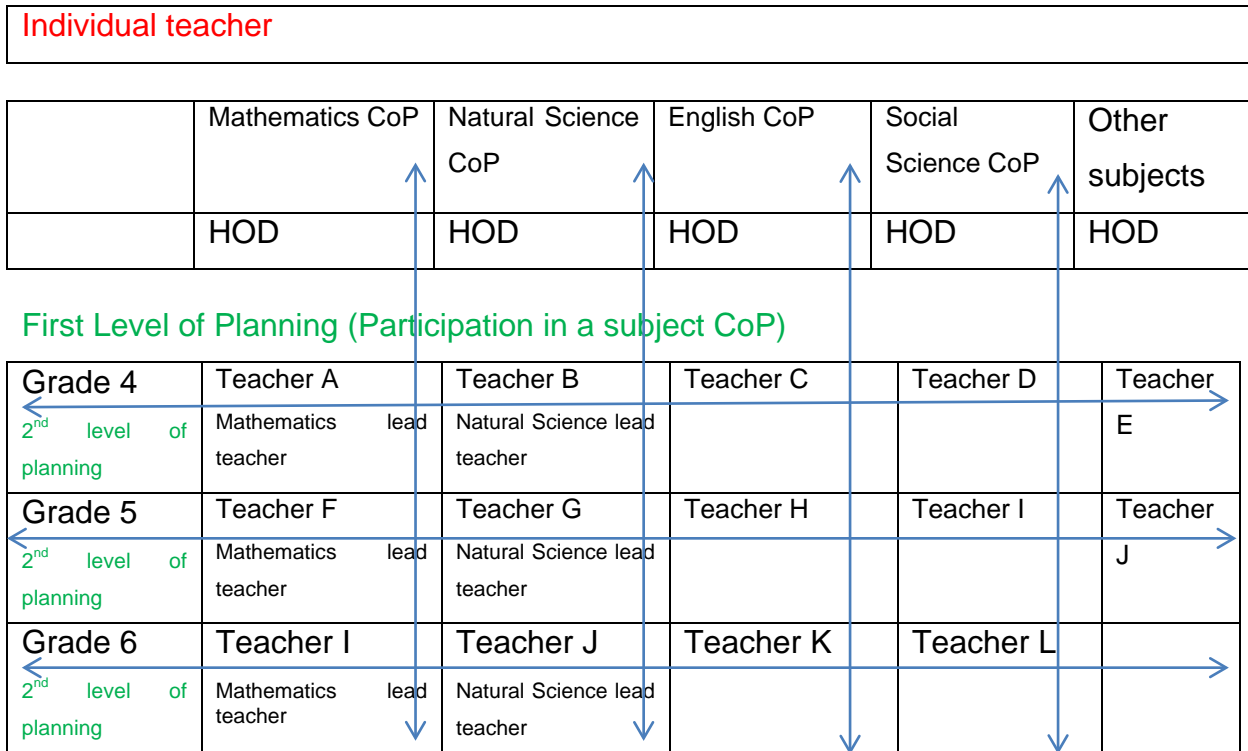 Individual teacher
Mathematics CoP Natural Science English CoP Social Other
CoP Science CoP subjects
HOD HOD HOD HOD HOD
First Level of Planning (Participation in a subject CoP)
Grade 4 Teacher A Teacher B Teacher C Teacher D Teacher
2nd level of Mathematics lead Natural Science lead E
planning teacher teacher
Grade 5 Teacher F Teacher G Teacher H Teacher I Teacher
2nd level of Mathematics lead Natural Science lead J
planning teacher teacher
Grade 6 Teacher I Teacher J Teacher K Teacher L
2nd level of Mathematics lead Natural Science lead
planning teacher teacher